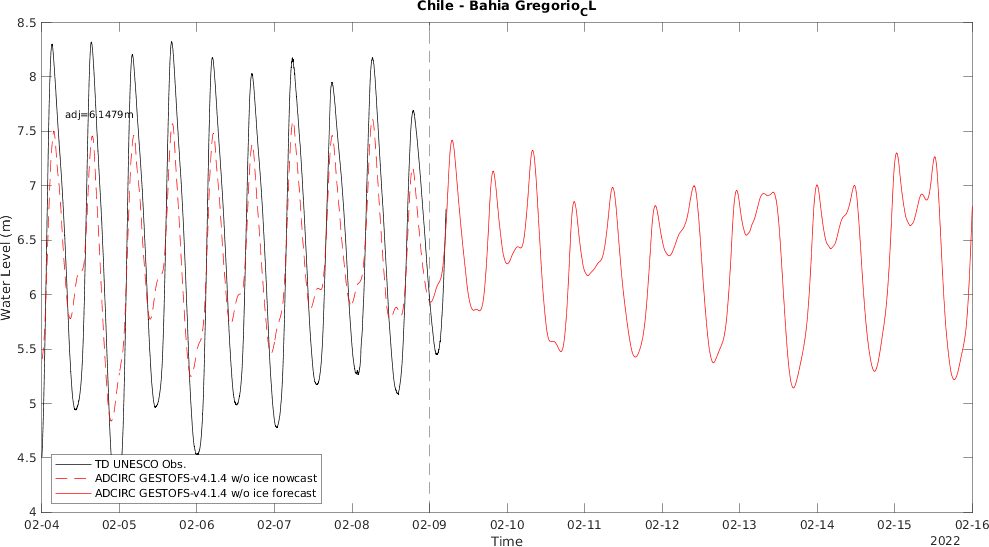 Chile - Bahia Gregorio_CL
8.5
8
7.5
7
6.5
6
5.5
5
4.5
4
Water Level (m)
adj=6.1479m
TD UNESCO Obs.
ADCIRC GESTOFS-v4.1.4 w/o ice nowcast
ADCIRC GESTOFS-v4.1.4 w/o ice forecast
02-04 02-05 02-06 02-07 02-08 02-09 02-10 02-11 02-12 02-13 02-14 02-15 02-16
Time
2022